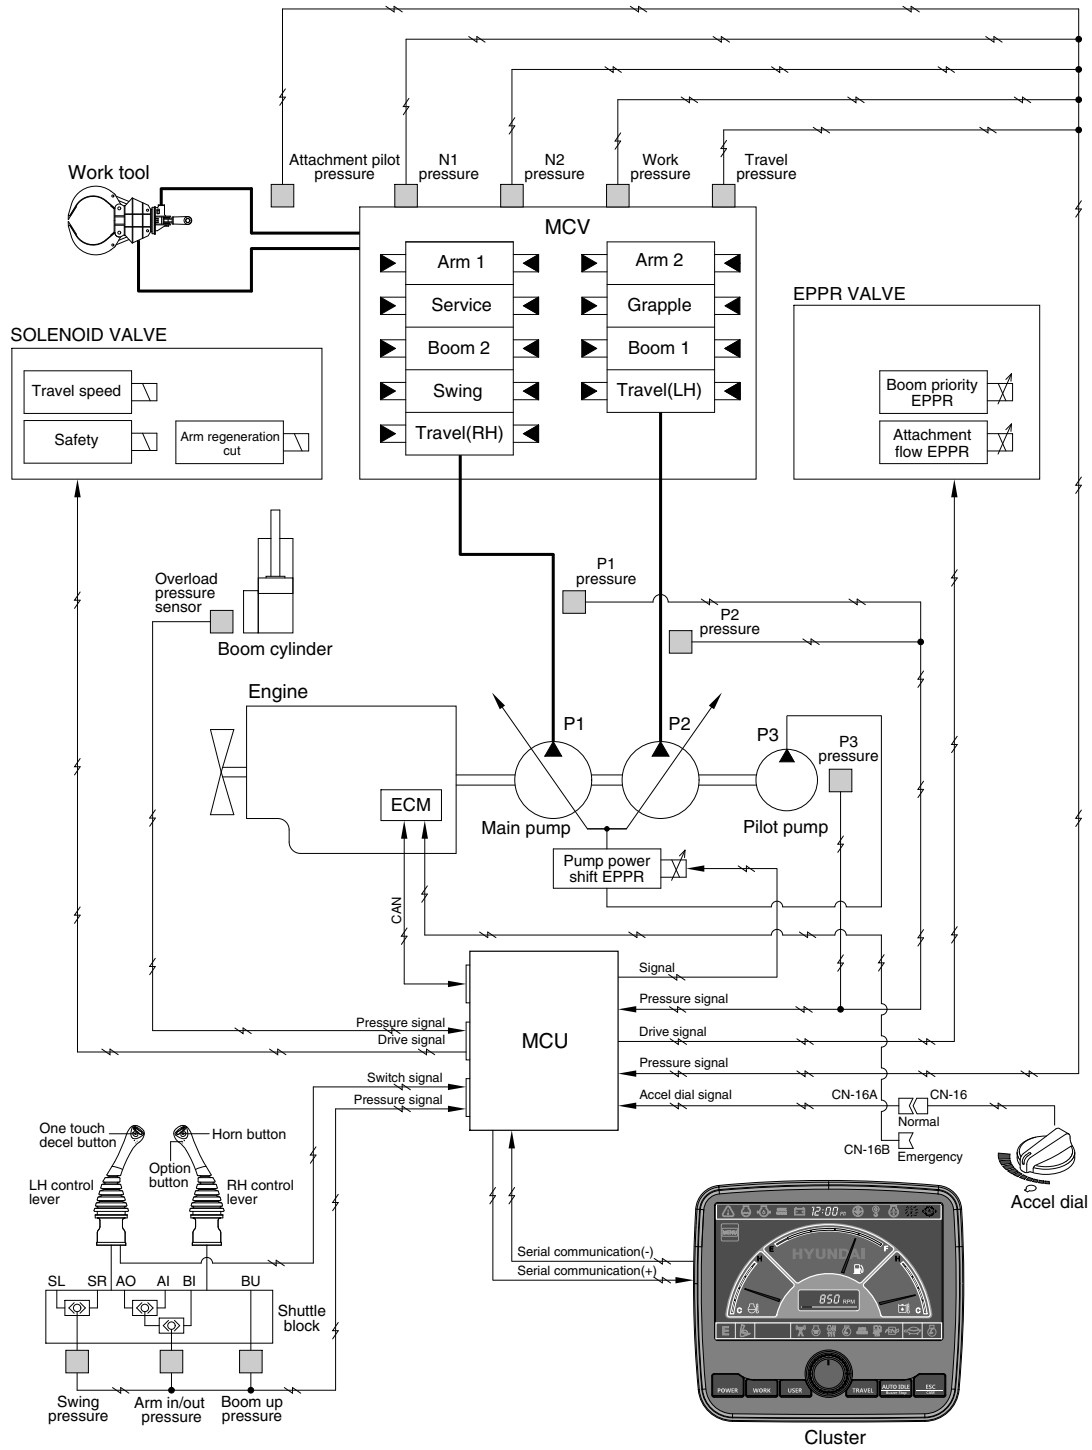 Attachment pilot
pressure
N1
pressure
N2
pressure
Work
pressure
Travel
pressure
Work tool
MCV
Arm 1
Service
Boom 2
Swing
Travel(RH)
Arm 2
Grapple
Boom 1
Travel(LH)
EPPR VALVE
Boom priority
EPPR
Attachment
flow EPPR
SOLENOID VALVE
Travel speed
Safety
Arm regeneration
cut
Overload
pressure
sensor
Boom cylinder
P1
pressure
P2
pressure
Engine
ECM
P1
P2
P3
P3
pressure
Main pump
Pilot pump
Pump power
shift EPPR
CAN
MCU
Signal
Pressure signal
Drive signal
Pressure signal
Accel dial signal
Pressure signal
Drive signal
Switch signal
Pressure signal
CN-16A
CN-16
Normal
CN-16B
Emergency
Accel dial
One touch
decel button
Horn button
Option
button
LH control
lever
RH control
lever
SL
SR
AO
AI
BI
BU
Shuttle
block
Swing
pressure
Arm in/out
pressure
Boom up
pressure
Serial communication(-)
Serial communication(+)
12:00
MENU
HYUNDAI
E
F
H
C
H
C
850 RPM
E
POWER
WORK
USER
TRAVEL
AUTO IDLE
ESC
Cluster